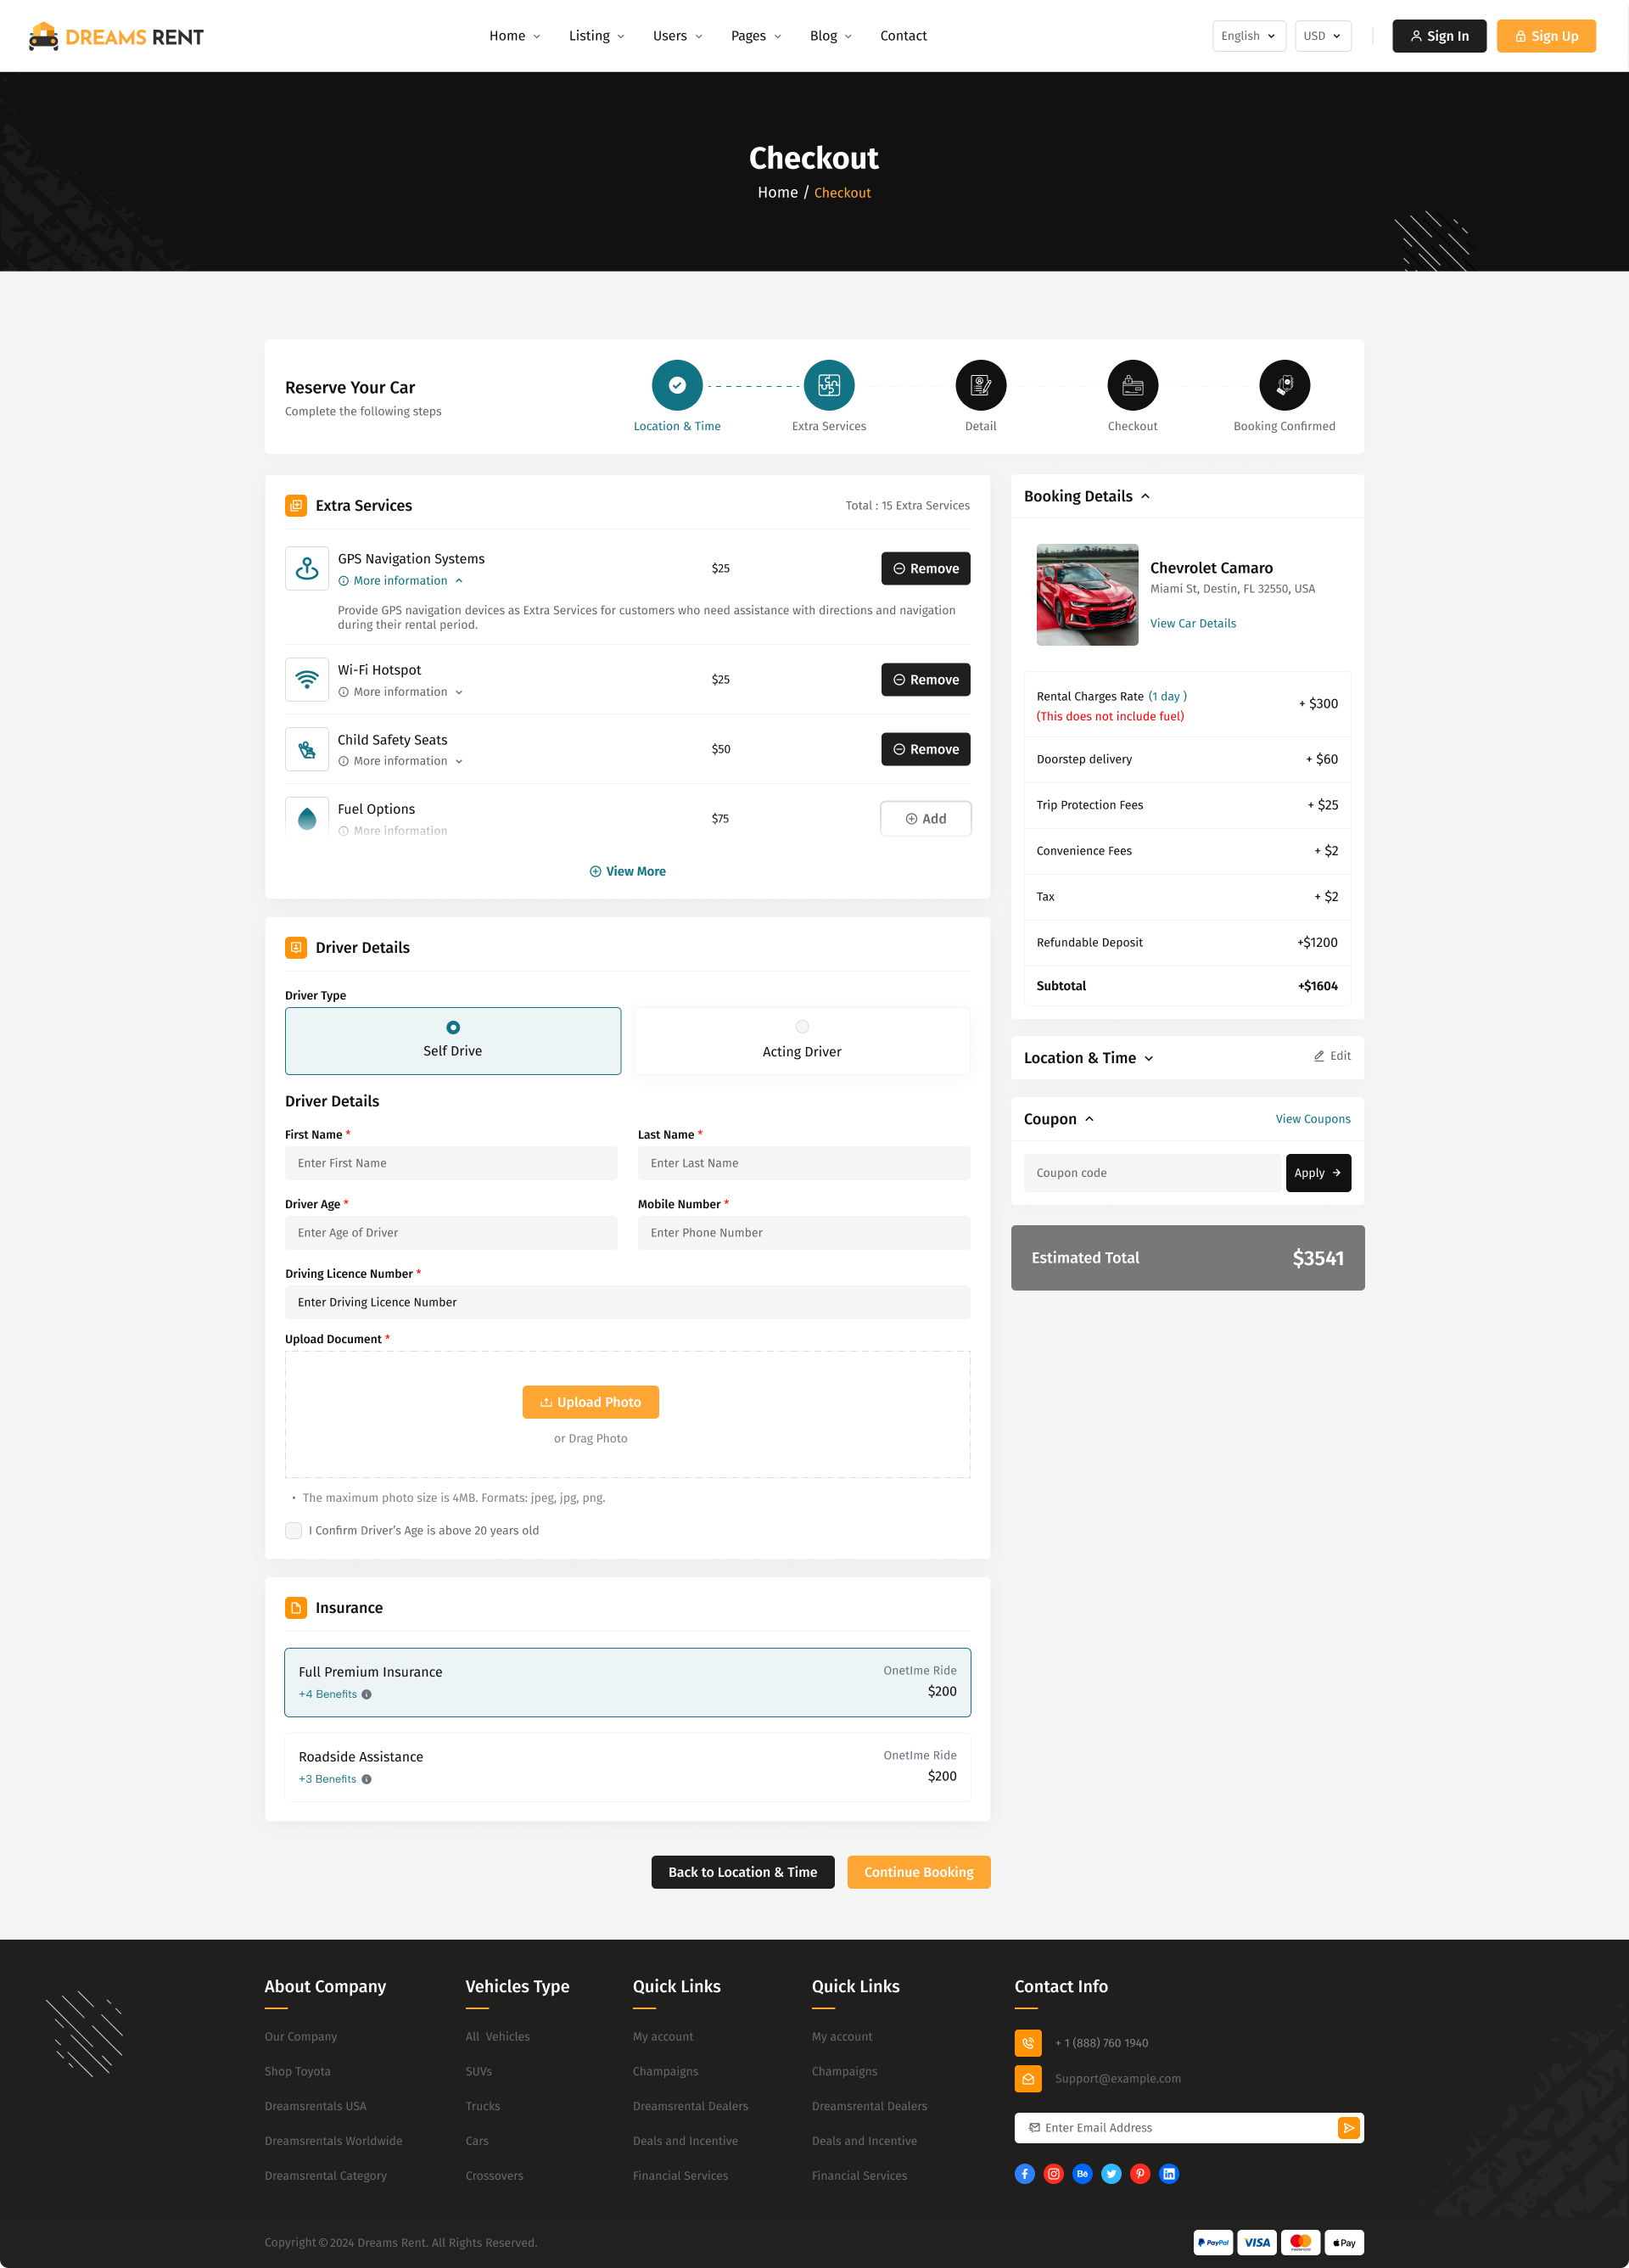 DREAMS RENT
Home
Listing
Users
Pages
Blog
Contact
English
USD
Sign In
Sign Up
Checkout
Home / Checkout
Reserve Your Car
Complete the following steps
Location & Time
Extra Services
Detail
Checkout
Booking Confirmed
Extra Services
Total : 15 Extra Services
GPS Navigation Systems
More information
$25
Remove
Provide GPS navigation devices as Extra Services for customers who need assistance with directions and navigation
during their rental period.
Wi-Fi Hotspot
More information
$25
Remove
Child Safety Seats
More information
$50
Remove
Fuel Options
More information
$75
Add
View More
Driver Details
Driver Type
Self Drive
Acting Driver
Driver Details
First Name *
Enter First Name
Last Name *
Enter Last Name
Driver Age *
Enter Age of Driver
Mobile Number *
Enter Phone Number
Driving Licence Number *
Enter Driving Licence Number
Upload Document *
Upload Photo
or Drag Photo
• The maximum photo size is 4MB. Formats: jpeg, jpg, png.
I Confirm Driver’s Age is above 20 years old
Insurance
Full Premium Insurance
+4 Benefits
OnetIme Ride
$200
Roadside Assistance
+3 Benefits
OnetIme Ride
$200
Back to Location & Time
Continue Booking
Booking Details
Chevrolet Camaro
Miami St, Destin, FL 32550, USA
View Car Details
Rental Charges Rate (1 day )
(This does not include fuel)
+ $300
Doorstep delivery
+ $60
Trip Protection Fees
+ $25
Convenience Fees
+ $2
Tax
+ $2
Refundable Deposit
+$1200
Subtotal
+$1604
Location & Time
Edit
Coupon
View Coupons
Coupon code
Apply
Estimated Total
$3541
About Company
Our Company
Shop Toyota
Dreamsrentals USA
Dreamsrentals Worldwide
Dreamsrental Category
Vehicles Type
All Vehicles
SUVs
Trucks
Cars
Crossovers
Quick Links
My account
Champaigns
Dreamsrental Dealers
Deals and Incentive
Financial Services
Quick Links
My account
Champaigns
Dreamsrental Dealers
Deals and Incentive
Financial Services
Contact Info
+ 1 (888) 760 1940
Support@example.com
Enter Email Address
Bē
Copyright © 2024 Dreams Rent. All Rights Reserved.
PayPal
VISA
mastercard
Pay